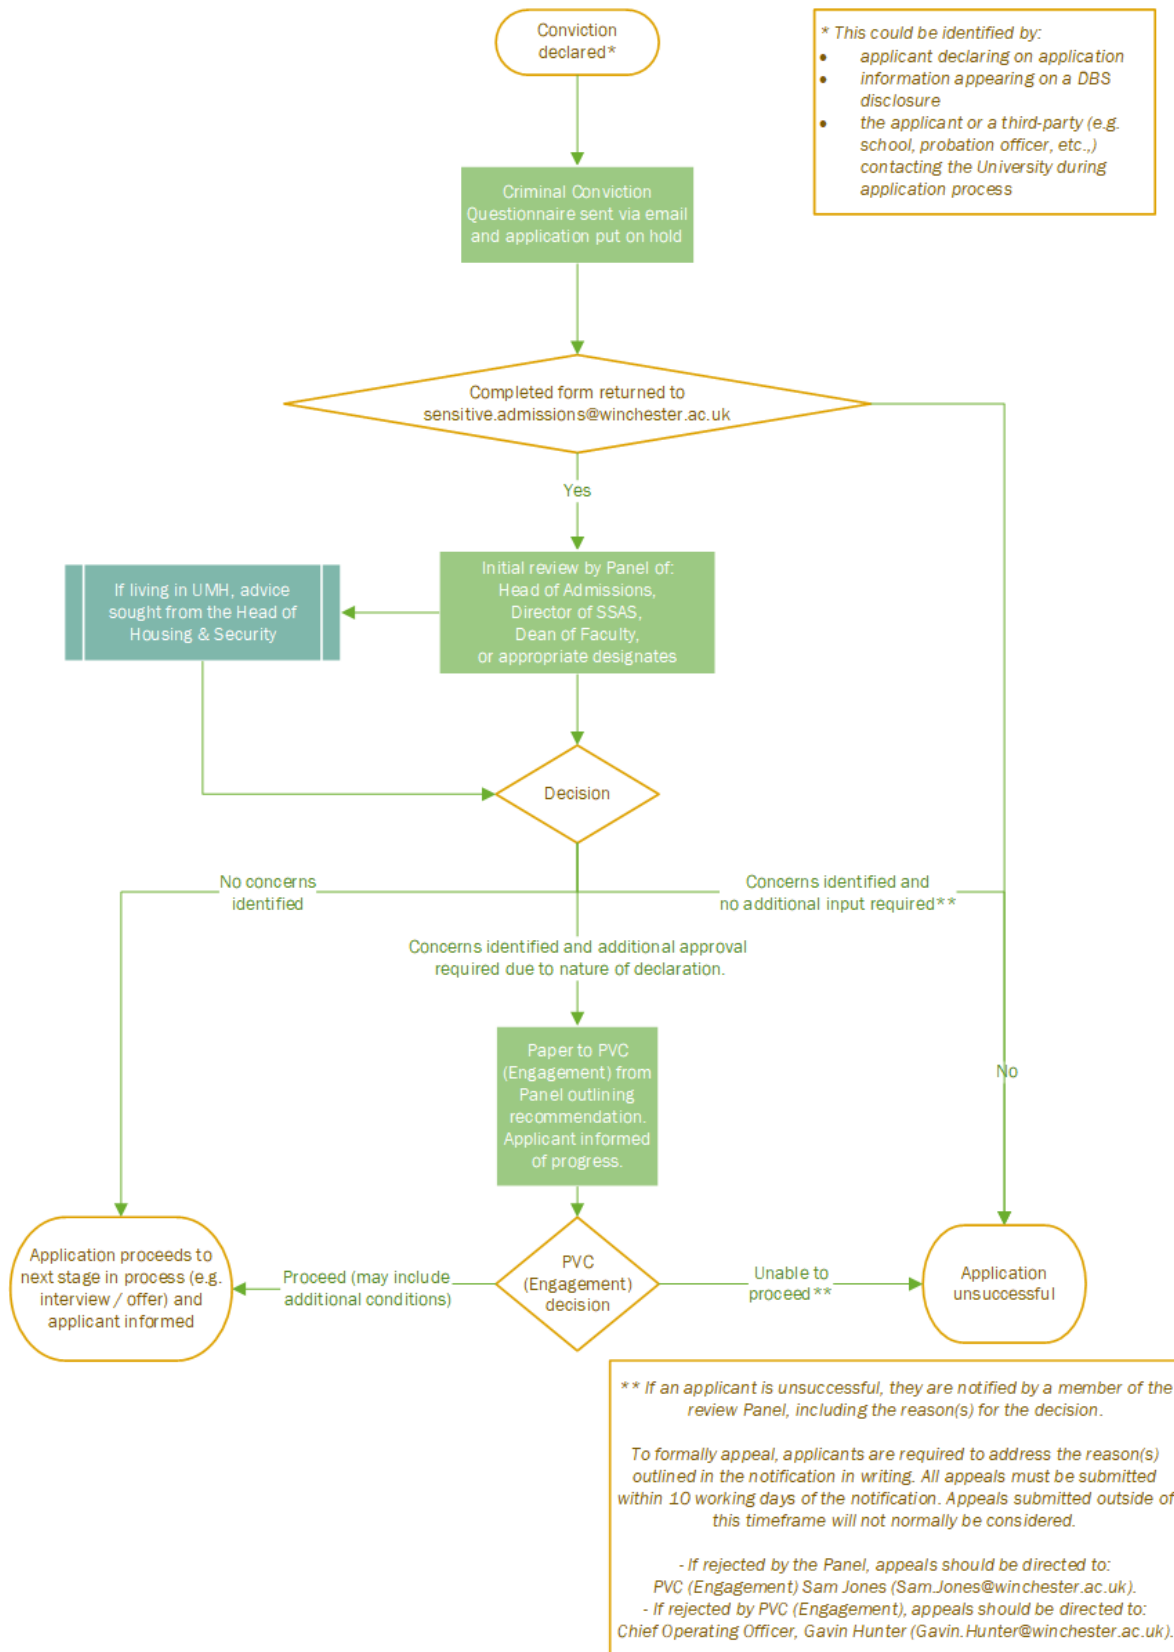 Conviction
declared*
* This could be identified by:
• applicant declaring on application
• information appearing on a DBS
disclosure
• the applicant or a third-party (e.g.
school, probation officer, etc.,)
contacting the University during
application process
Criminal Conviction
Questionnaire sent via email
and application put on hold
Completed form returned to
sensitive.admissions@winchester.ac.uk
Yes
If living in UMH, advice
sought from the Head of
Housing & Security
Initial review by Panel of:
Head of Admissions,
Director of SSAS,
Dean of Faculty,
or appropriate designates
Decision
No concerns
identified
Concerns identified and
no additional input required**
Concerns identified and additional approval
required due to nature of declaration.
Paper to PVC
(Engagement) from
Panel outlining
recommendation.
Applicant informed
of progress.
No
Application proceeds to
next stage in process (e.g.
interview / offer) and
applicant informed
Proceed (may include
additional conditions)
PVC
(Engagement)
decision
Unable to
proceed**
Application
unsuccessful
** If an applicant is unsuccessful, they are notified by a member of the
review Panel, including the reason(s) for the decision.
To formally appeal, applicants are required to address the reason(s)
outlined in the notification in writing. All appeals must be submitted
within 10 working days of the notification. Appeals submitted outside of
this timeframe will not normally be considered.
- If rejected by the Panel, appeals should be directed to:
PVC (Engagement) Sam Jones (Sam.Jones@winchester.ac.uk).
- If rejected by PVC (Engagement), appeals should be directed to:
Chief Operating Officer, Gavin Hunter (Gavin.Hunter@winchester.ac.uk).